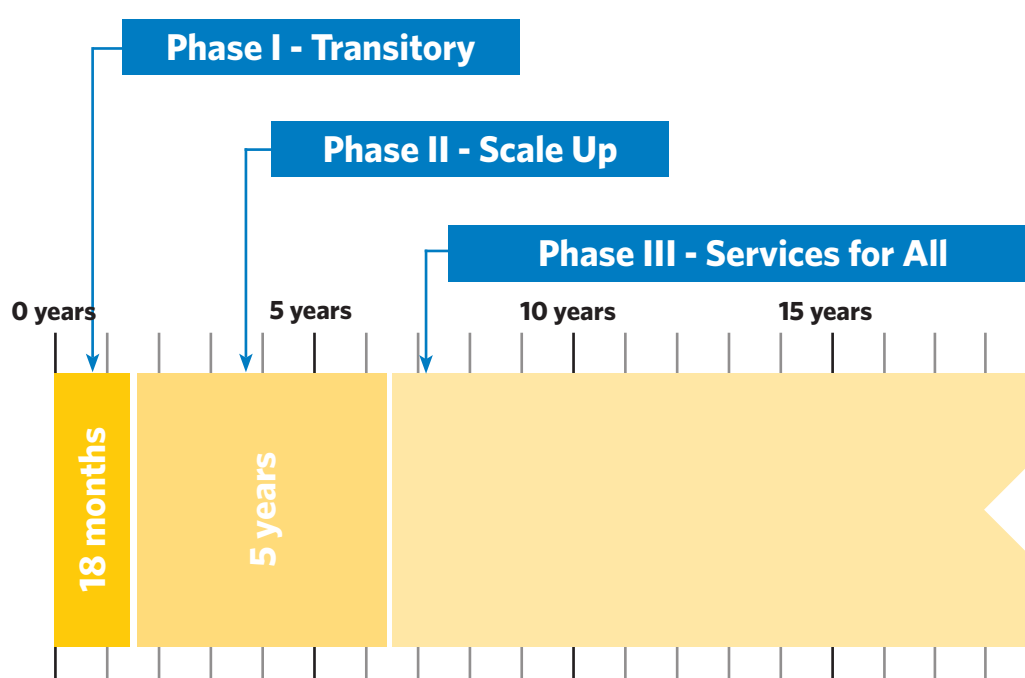 Phase I - Transitory
Phase II - Scale Up
Phase III - Services for All
0 years
5 years
10 years
15 years
18 months
5 years